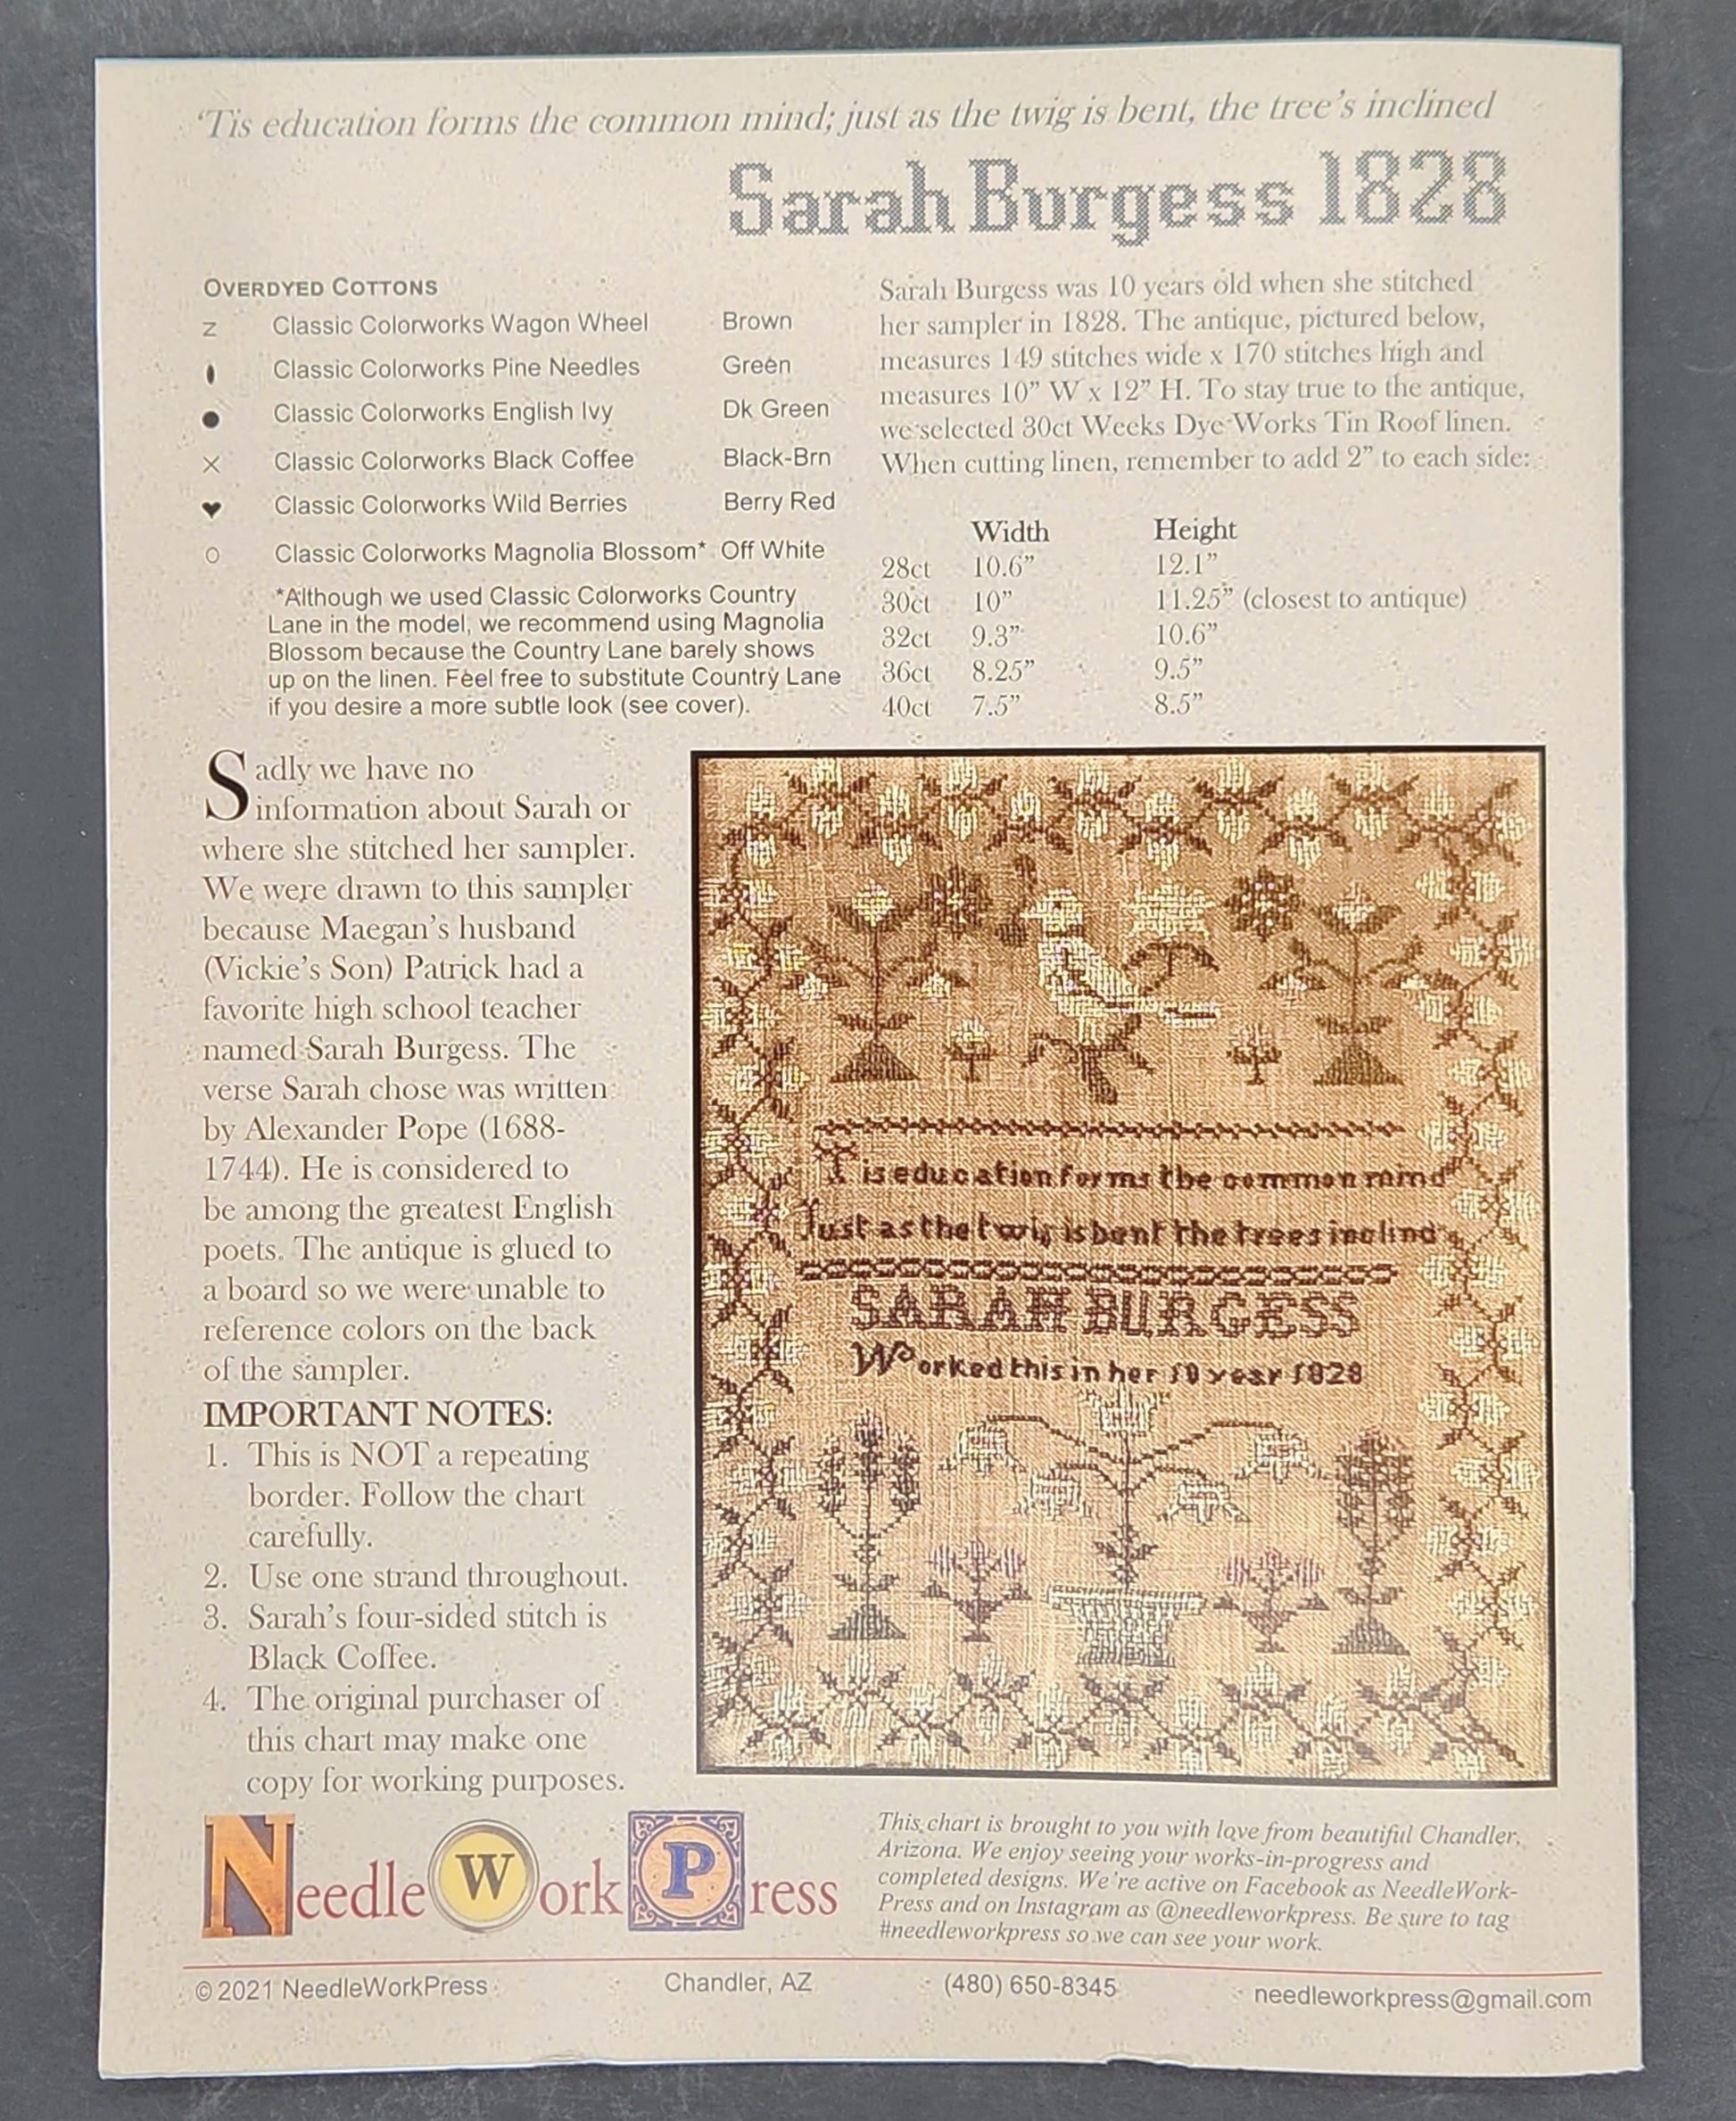 ‘Tis education forms the common mind; just as the twig is bent, the tree’s inclined
Sarah Burgess 1828
OVERDYED COTTONS
Z Classic Colorworks Wagon Wheel Brown
Classic Colorworks Pine Needles Green
● Classic Colorworks English Ivy Dk Green
X Classic Colorworks Black Coffee Black-Brn
♥ Classic Colorworks Wild Berries Berry Red
O Classic Colorworks Magnolia Blossom* Off White
*Although we used Classic Colorworks Country
Lane in the model, we recommend using Magnolia
Blossom because the Country Lane barely shows
up on the linen. Feel free to substitute Country Lane
if you desire a more subtle look (see cover).
Sarah Burgess was 10 years old when she stitched
her sampler in 1828. The antique, pictured below,
measures 149 stitches wide x 170 stitches high and
measures 10” W x 12” H. To stay true to the antique,
we selected 30ct Weeks Dye Works Tin Roof linen.
When cutting linen, remember to add 2” to each side:
Width Height
28ct 10.6” 12.1”
30ct 10” 11.25” (closest to antique)
32ct 9.3” 10.6”
36ct 8.25” 9.5”
40ct 7.5” 8.5”
Sadly we have no
information about Sarah or
where she stitched her sampler.
We were drawn to this sampler
because Maegan’s husband
(Vickie’s Son) Patrick had a
favorite high school teacher
named Sarah Burgess. The
verse Sarah chose was written
by Alexander Pope (1688-
1744). He is considered to
be among the greatest English
poets. The antique is glued to
a board so we were unable to
reference colors on the back
of the sampler.
IMPORTANT NOTES:
1. This is NOT a repeating
border. Follow the chart
carefully.
2. Use one strand throughout.
3. Sarah’s four-sided stitch is
Black Coffee.
4. The original purchaser of
this chart may make one
copy for working purposes.
Tis education forms the common mind
Just as the twig is bent the trees inclind
SARAH BURGESS
Worked this in her 10 year 1828
NeedleWorkPress
This chart is brought to you with love from beautiful Chandler,
Arizona. We enjoy seeing your works-in-progress and
completed designs. We’re active on Facebook as NeedleWork-
Press and on Instagram as @needleworkpress. Be sure to tag
#needleworkpress so we can see your work.
© 2021 NeedleWorkPress Chandler, AZ (480) 650-8345 needleworkpress@gmail.com